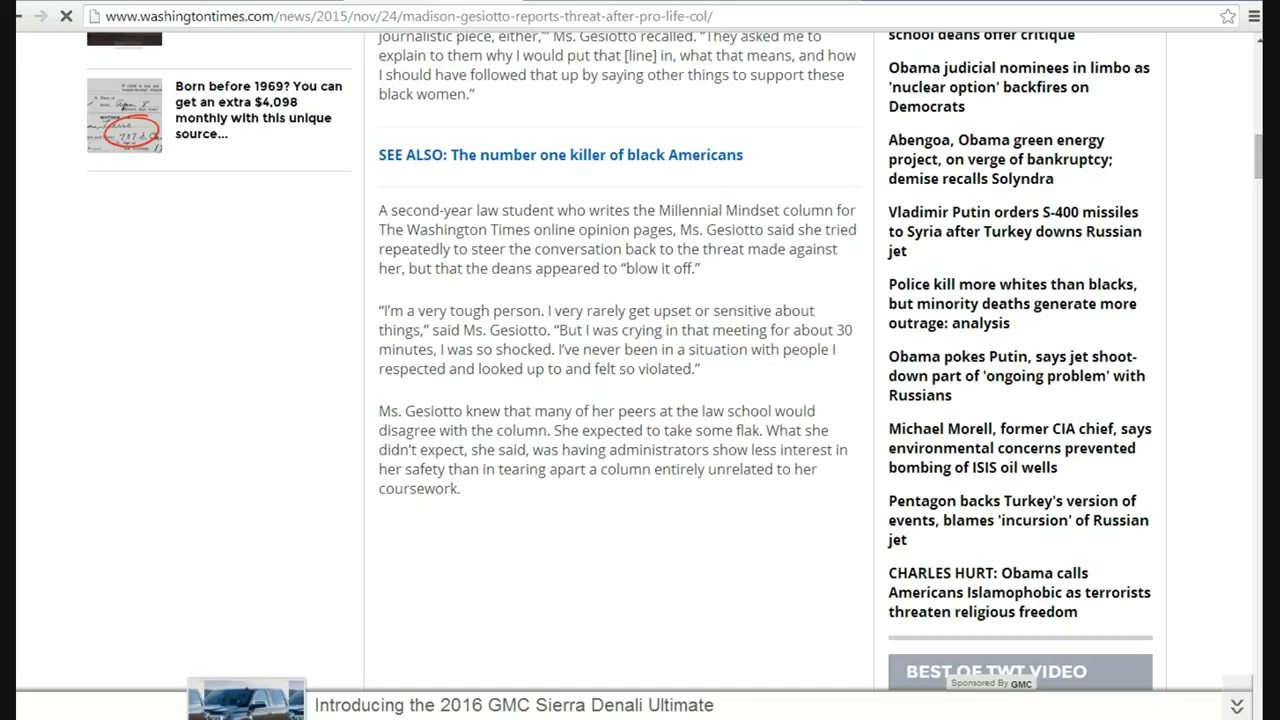 www.washingtontimes.com/news/2015/nov/24/madison-gesiotto-reports-threat-after-pro-life-col/
Born before 1969? You can
get an extra $4,098
monthly with this unique
source...
journalistic piece, either,’” Ms. Gesiotto recalled. “They asked me to
explain to them why I would put that [line] in, what that means, and how
I should have followed that up by saying other things to support these
black women.”
SEE ALSO: The number one killer of black Americans
A second-year law student who writes the Millennial Mindset column for
The Washington Times online opinion pages, Ms. Gesiotto said she tried
repeatedly to steer the conversation back to the threat made against
her, but that the deans appeared to “blow it off.”
“I’m a very tough person. I very rarely get upset or sensitive about
things,” said Ms. Gesiotto. “But I was crying in that meeting for about 30
minutes, I was so shocked. I’ve never been in a situation with people I
respected and looked up to and felt so violated.”
Ms. Gesiotto knew that many of her peers at the law school would
disagree with the column. She expected to take some flak. What she
didn’t expect, she said, was having administrators show less interest in
her safety than in tearing apart a column entirely unrelated to her
coursework.
school deans offer critique
Obama judicial nominees in limbo as
'nuclear option' backfires on
Democrats
Abengoa, Obama green energy
project, on verge of bankruptcy;
demise recalls Solyndra
Vladimir Putin orders S-400 missiles
to Syria after Turkey downs Russian
jet
Police kill more whites than blacks,
but minority deaths generate more
outrage: analysis
Obama pokes Putin, says jet shoot-
down part of 'ongoing problem' with
Russians
Michael Morell, former CIA chief, says
environmental concerns prevented
bombing of ISIS oil wells
Pentagon backs Turkey's version of
events, blames 'incursion' of Russian
jet
CHARLES HURT: Obama calls
Americans Islamophobic as terrorists
threaten religious freedom
BEST OF TWT VIDEO
Sponsored By GMC
Introducing the 2016 GMC Sierra Denali Ultimate